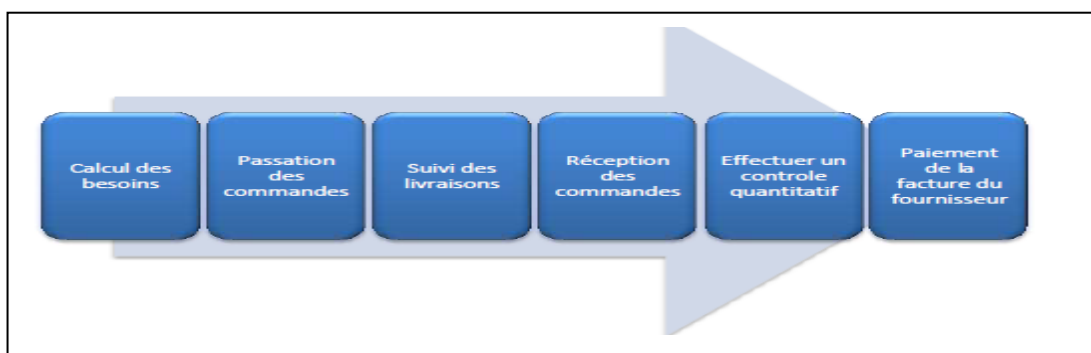 Calcul des
besoins
Passation
des
commandes
Suivi des
livraisons
Réception
des
commandes
Effectuer un
controle
quantitatif
Paiement
de la
facture du
fournisseur